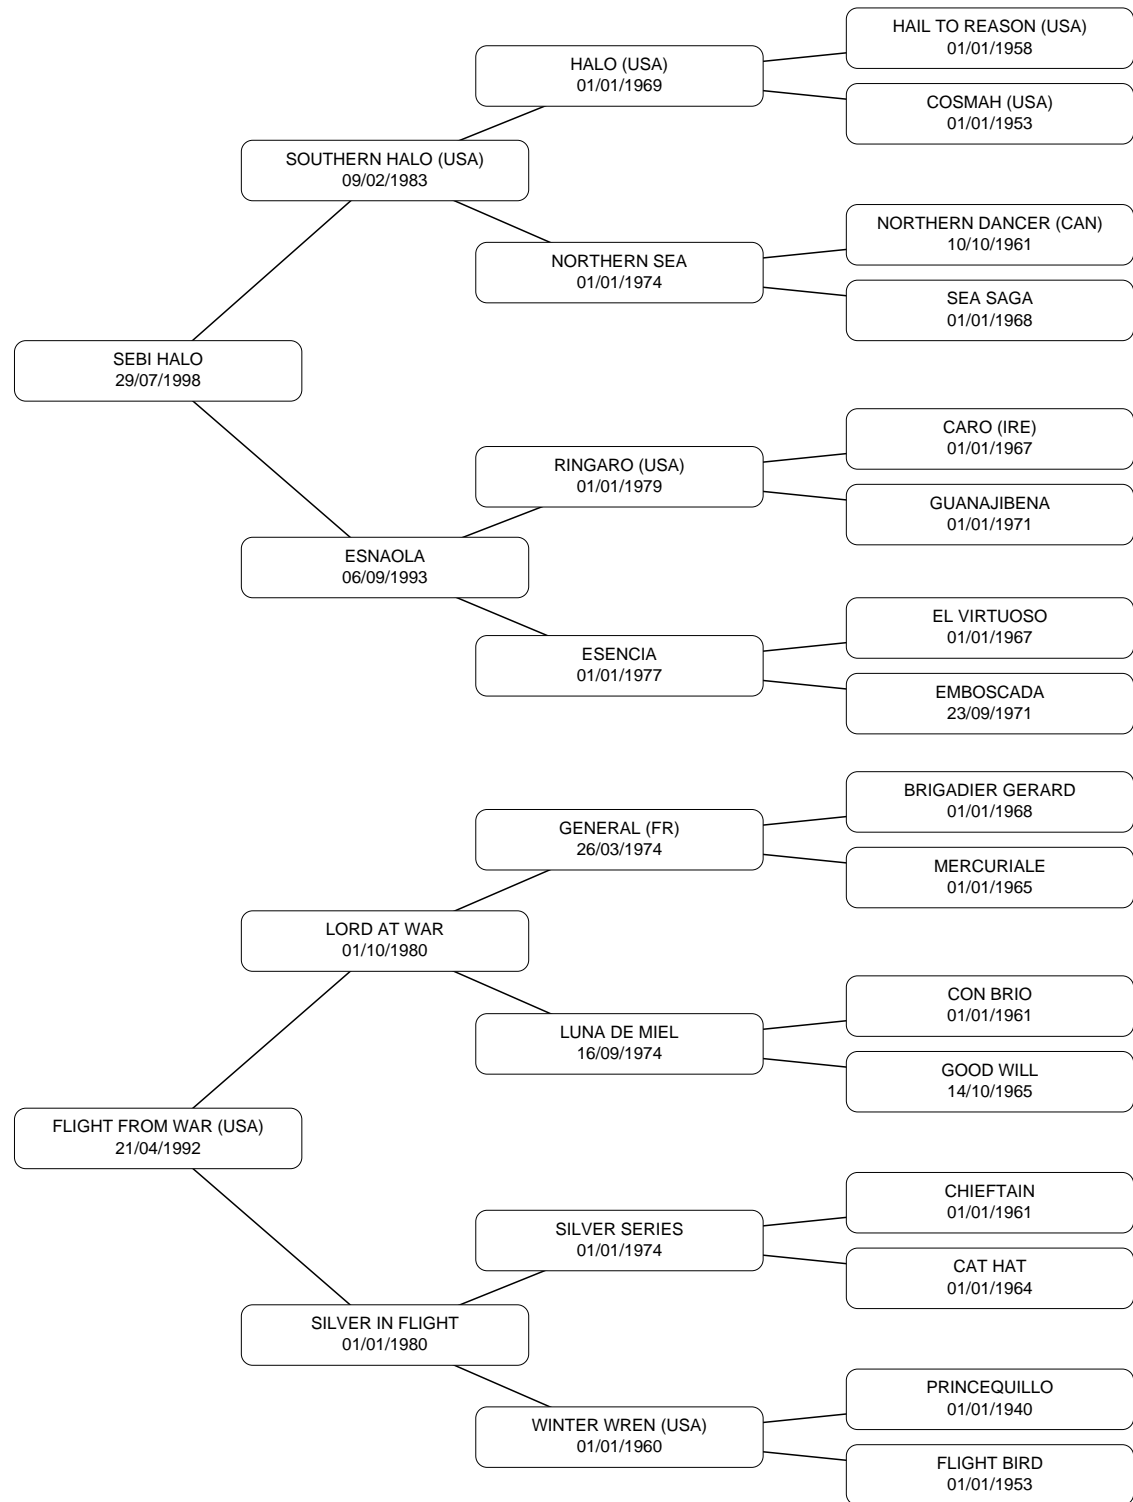 HAIL TO REASON (USA)
01/01/1958
HALO (USA)
01/01/1969
COSMAH (USA)
01/01/1953
SOUTHERN HALO (USA)
09/02/1983
NORTHERN DANCER (CAN)
10/10/1961
NORTHERN SEA
01/01/1974
SEA SAGA
01/01/1968
SEBI HALO
29/07/1998
CARO (IRE)
01/01/1967
RINGARO (USA)
01/01/1979
GUANAJIBENA
01/01/1971
ESNAOLA
06/09/1993
EL VIRTUOSO
01/01/1967
ESENCIA
01/01/1977
EMBOSCADA
23/09/1971
BRIGADIER GERARD
01/01/1968
GENERAL (FR)
26/03/1974
MERCURIALE
01/01/1965
LORD AT WAR
01/10/1980
CON BRIO
01/01/1961
LUNA DE MIEL
16/09/1974
GOOD WILL
14/10/1965
FLIGHT FROM WAR (USA)
21/04/1992
CHIEFTAIN
01/01/1961
SILVER SERIES
01/01/1974
CAT HAT
01/01/1964
SILVER IN FLIGHT
01/01/1980
PRINCEQUILLO
01/01/1940
WINTER WREN (USA)
01/01/1960
FLIGHT BIRD
01/01/1953